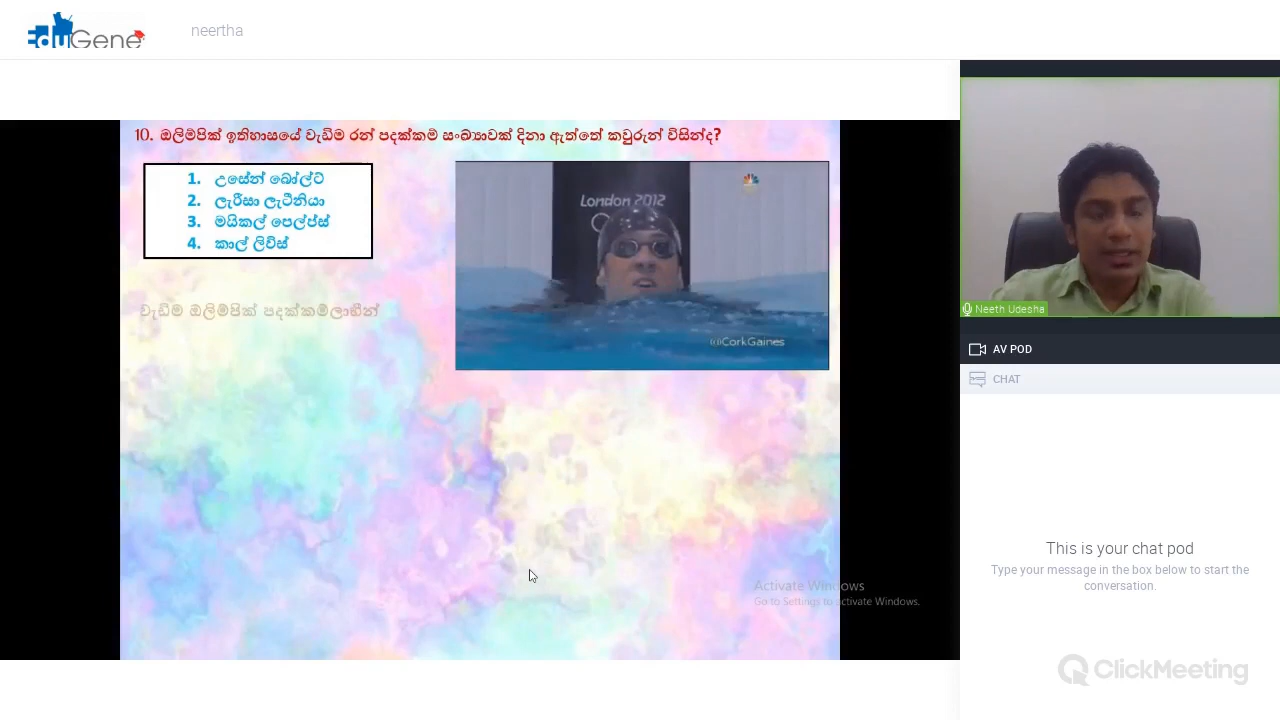 EduGene
neertha
10. ඔලිම්පික් ඉතිහාසයේ වැඩිම රන් පදක්කම් සංඛ්‍යාවක් දිනා ඇත්තේ කවුරුන් විසින්ද?
1. උසේන් බෝල්ට්
2. ලැරීසා ලැටීනියා
3. මයිකල් පෙල්ප්ස්
4. කාල් ලිවිස්
වැඩිම ඔලිම්පික් පදක්කම්ලාභීන්
London 2012
CorkGaines
Activate Windows
Go to Settings to activate Windows.
Neeth Udesha
AV POD
CHAT
This is your chat pod
Type your message in the box below to start the
conversation.
ClickMeeting